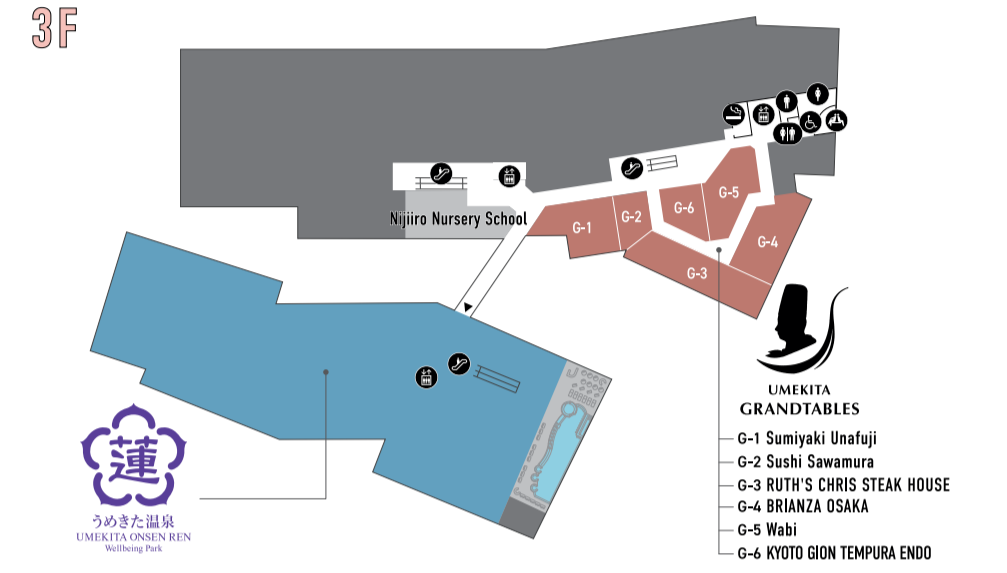 3F
Nijiiro Nursery School
G-1
G-2
G-6
G-5
G-4
G-3
蓮
うめきた温泉
UMEKITA ONSEN REN
Wellbeing Park
UMEKITA
GRANDTABLES
G-1 Sumiyaki Unafuji
G-2 Sushi Sawamura
G-3 RUTH'S CHRIS STEAK HOUSE
G-4 BRIANZA OSAKA
G-5 Wabi
G-6 KYOTO GION TEMPURA ENDO